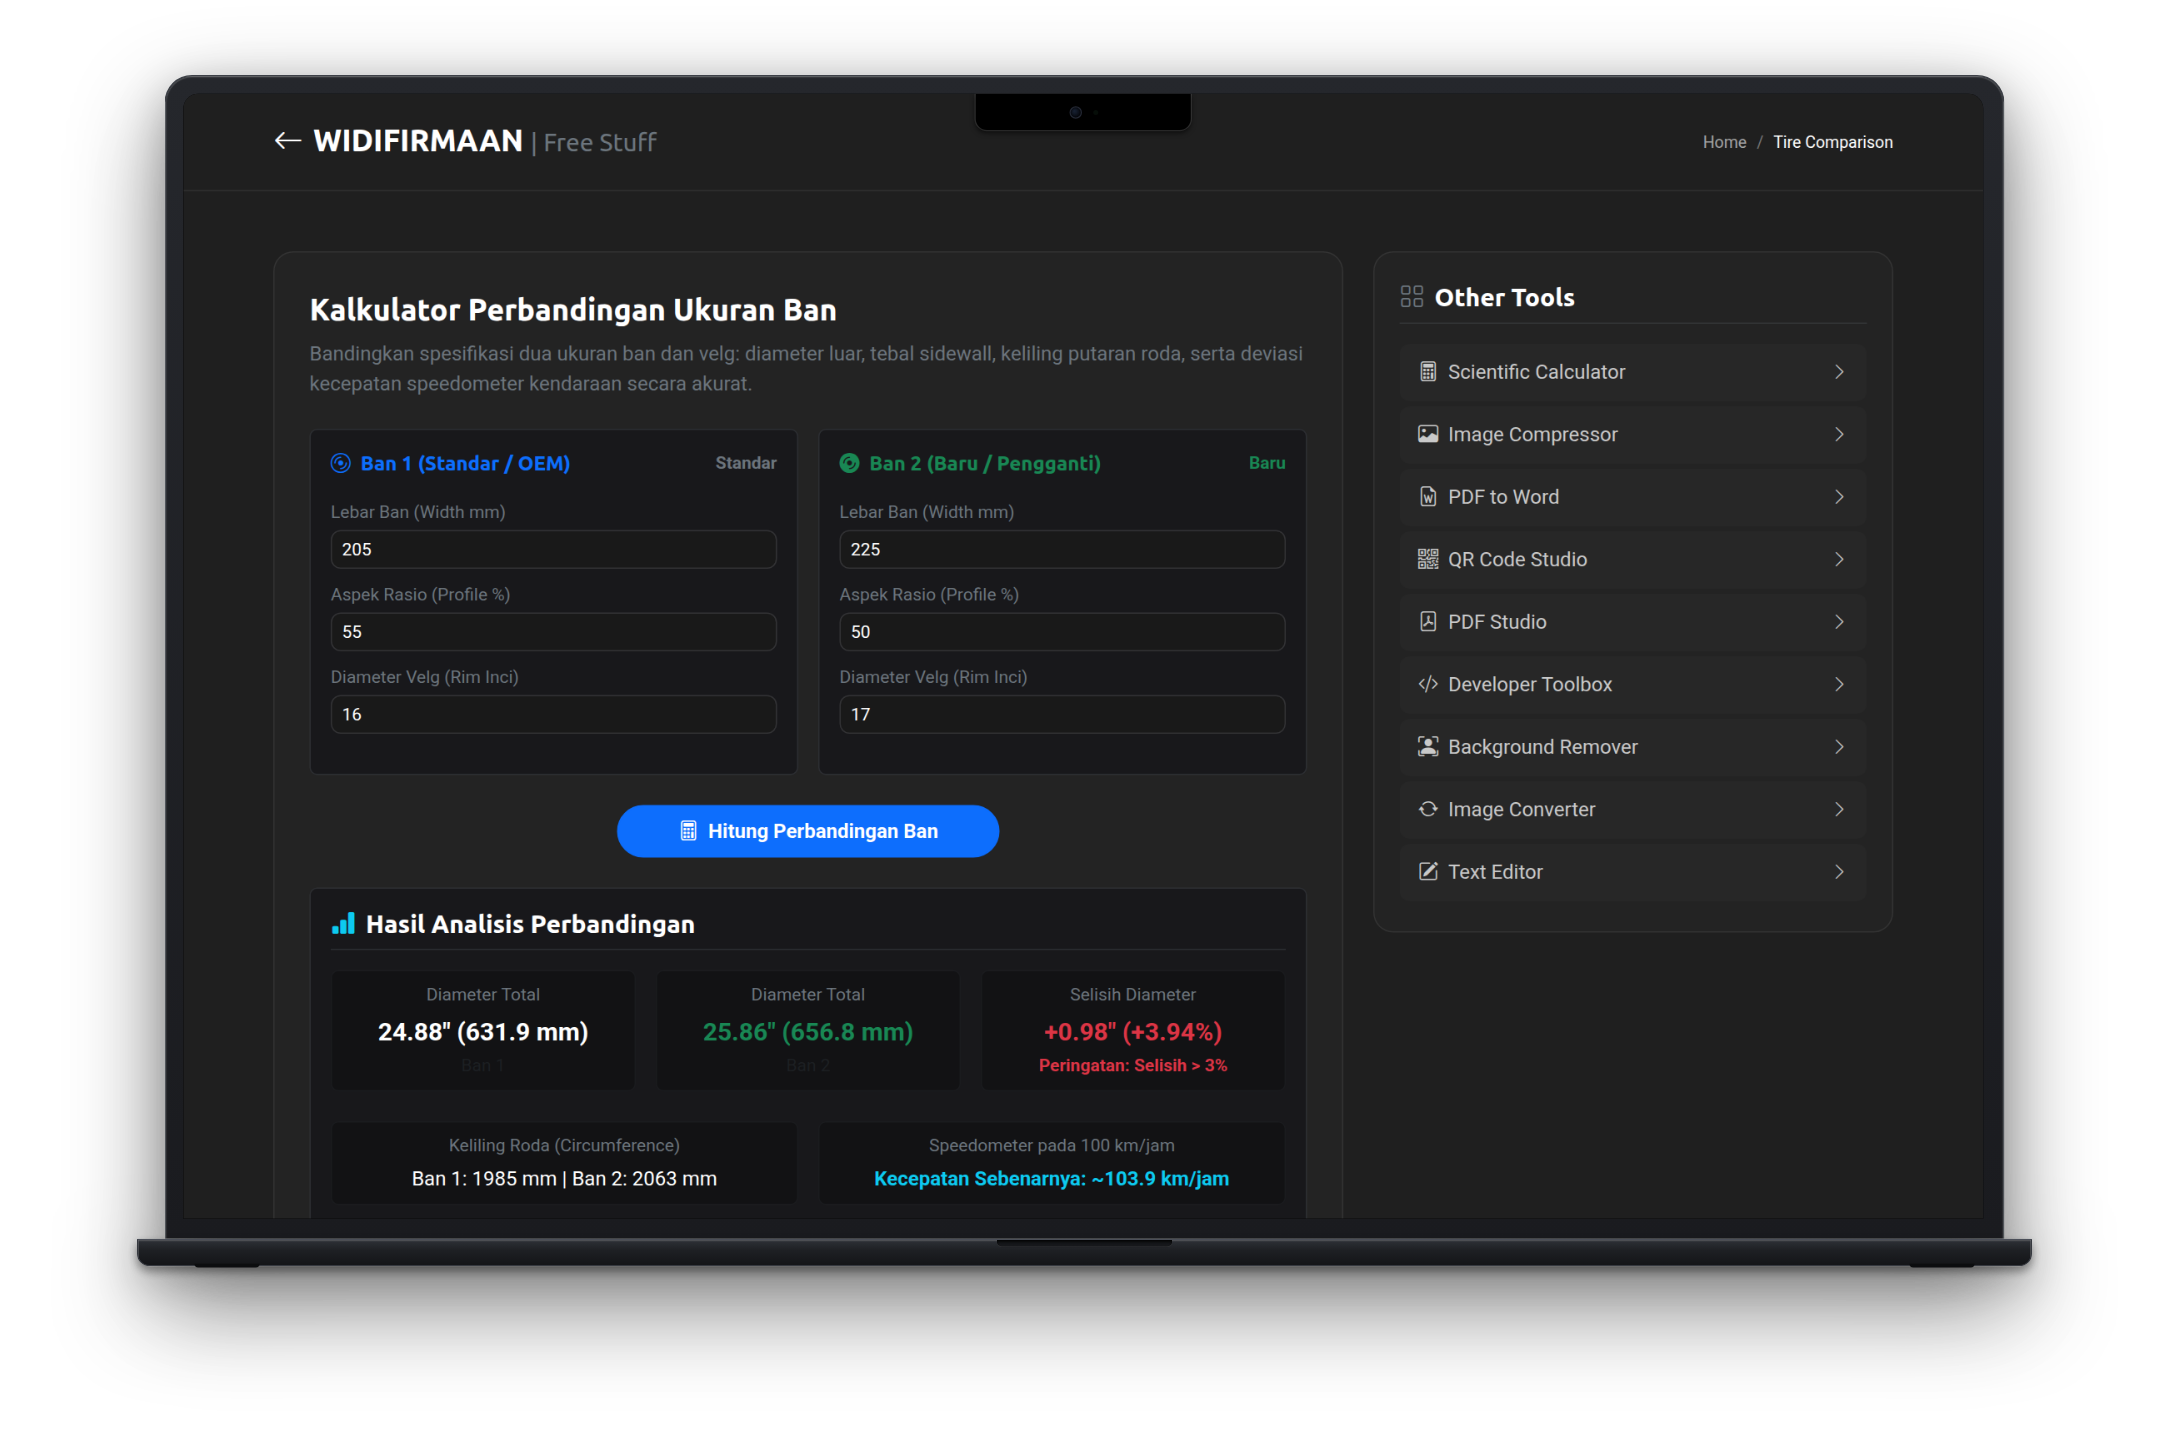 WIDIFIRMAAN | Free Stuff
Home / Tire Comparison
Kalkulator Perbandingan Ukuran Ban
Bandingkan spesifikasi dua ukuran ban dan velg: diameter luar, tebal sidewall, keliling putaran roda, serta deviasi
kecepatan speedometer kendaraan secara akurat.
Ban 1 (Standar / OEM)
Standar
Lebar Ban (Width mm)
205
Aspek Rasio (Profile %)
55
Diameter Velg (Rim Inci)
16
Ban 2 (Baru / Pengganti)
Baru
Lebar Ban (Width mm)
225
Aspek Rasio (Profile %)
50
Diameter Velg (Rim Inci)
17
Hitung Perbandingan Ban
Hasil Analisis Perbandingan
Diameter Total
24.88" (631.9 mm)
Ban 1
Diameter Total
25.86" (656.8 mm)
Ban 2
Selisih Diameter
+0.98" (+3.94%)
Peringatan: Selisih > 3%
Keliling Roda (Circumference)
Ban 1: 1985 mm | Ban 2: 2063 mm
Speedometer pada 100 km/jam
Kecepatan Sebenarnya: ~103.9 km/jam
Other Tools
Scientific Calculator
Image Compressor
PDF to Word
QR Code Studio
PDF Studio
Developer Toolbox
Background Remover
Image Converter
Text Editor